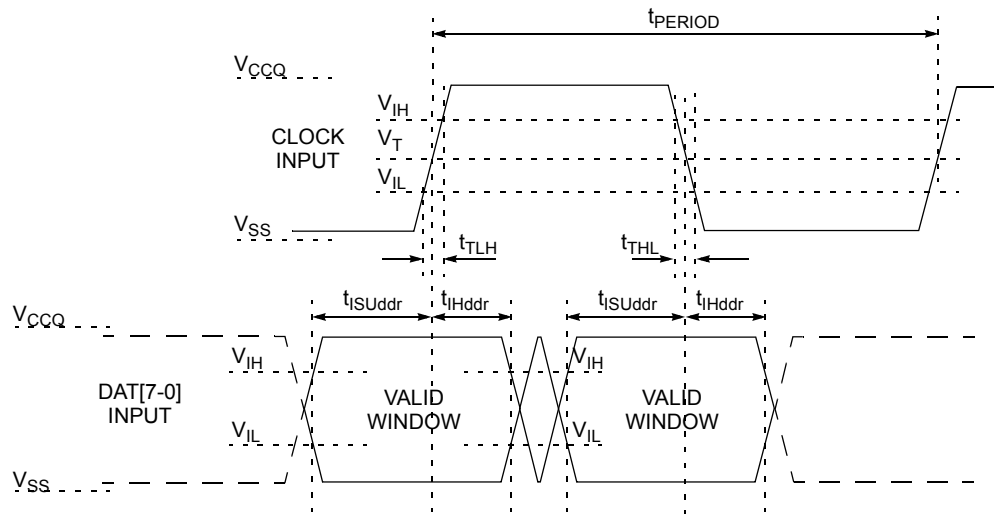 tPERIOD
VCCQ
VIH
CLOCK
INPUT
VT
VIL
VSS
tTLH
tTHL
tISUddr
tIHddr
tISUddr
tIHddr
VCCQ
VIH
VIH
DAT[7-0]
INPUT
VALID
WINDOW
VALID
WINDOW
VIL
VIL
VSS